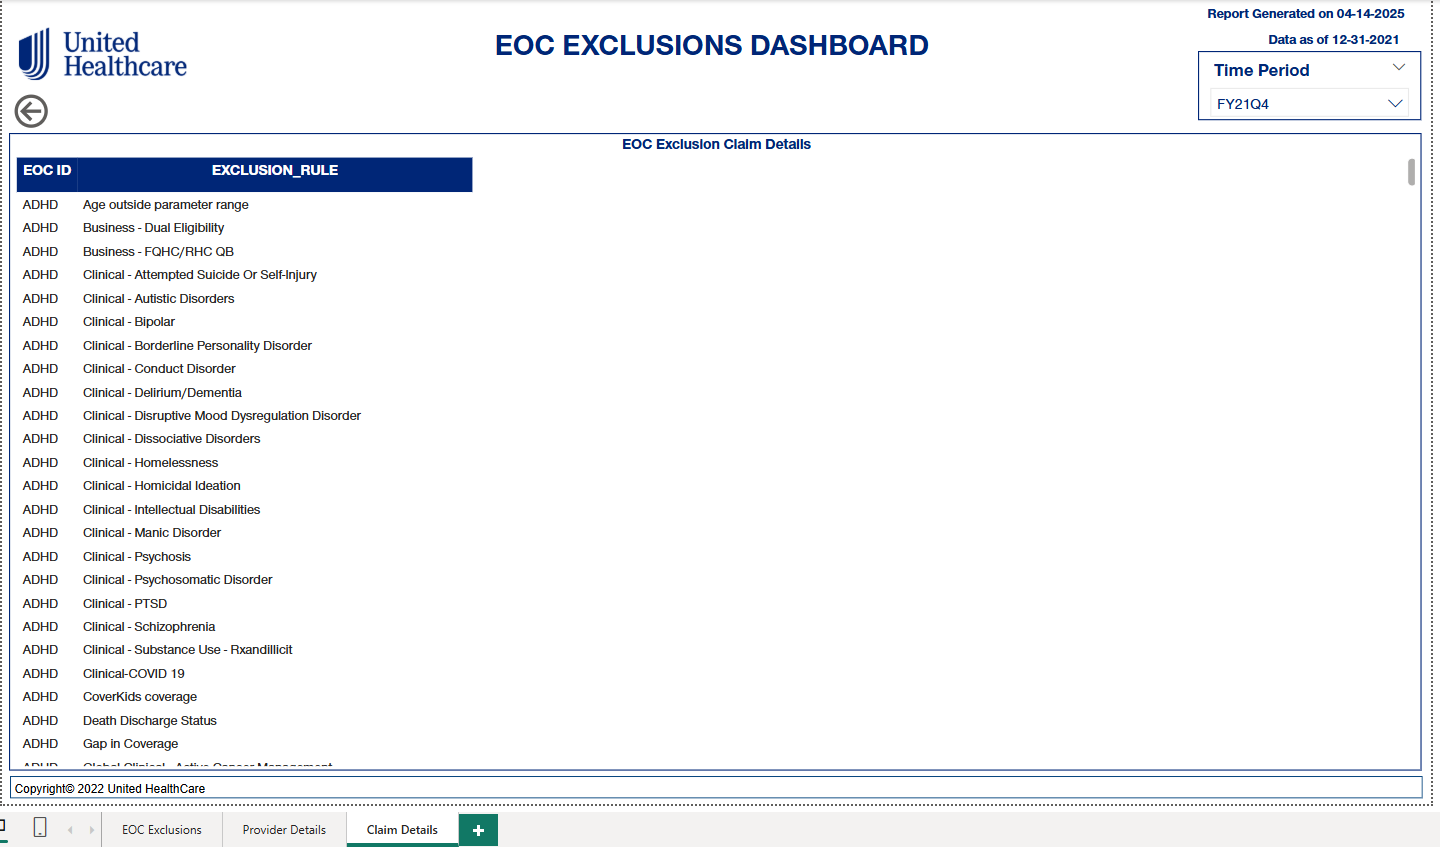 Report Generated on 04-14-2025
United
Healthcare
EOC EXCLUSIONS DASHBOARD
Data as of 12-31-2021
Time Period
FY21Q4
EOC Exclusion Claim Details
EOC ID EXCLUSION_RULE
ADHD Age outside parameter range
ADHD Business - Dual Eligibility
ADHD Business - FQHC/RHC QB
ADHD Clinical - Attempted Suicide Or Self-Injury
ADHD Clinical - Autistic Disorders
ADHD Clinical - Bipolar
ADHD Clinical - Borderline Personality Disorder
ADHD Clinical - Conduct Disorder
ADHD Clinical - Delirium/Dementia
ADHD Clinical - Disruptive Mood Dysregulation Disorder
ADHD Clinical - Dissociative Disorders
ADHD Clinical - Homelessness
ADHD Clinical - Homicidal Ideation
ADHD Clinical - Intellectual Disabilities
ADHD Clinical - Manic Disorder
ADHD Clinical - Psychosis
ADHD Clinical - Psychosomatic Disorder
ADHD Clinical - PTSD
ADHD Clinical - Schizophrenia
ADHD Clinical - Substance Use - Rxandillicit
ADHD Clinical-COVID 19
ADHD CoverKids coverage
ADHD Death Discharge Status
ADHD Gap in Coverage
ADHD Global Clinical - Active Cancer Management
Copyright© 2022 United HealthCare
EOC Exclusions Provider Details Claim Details +